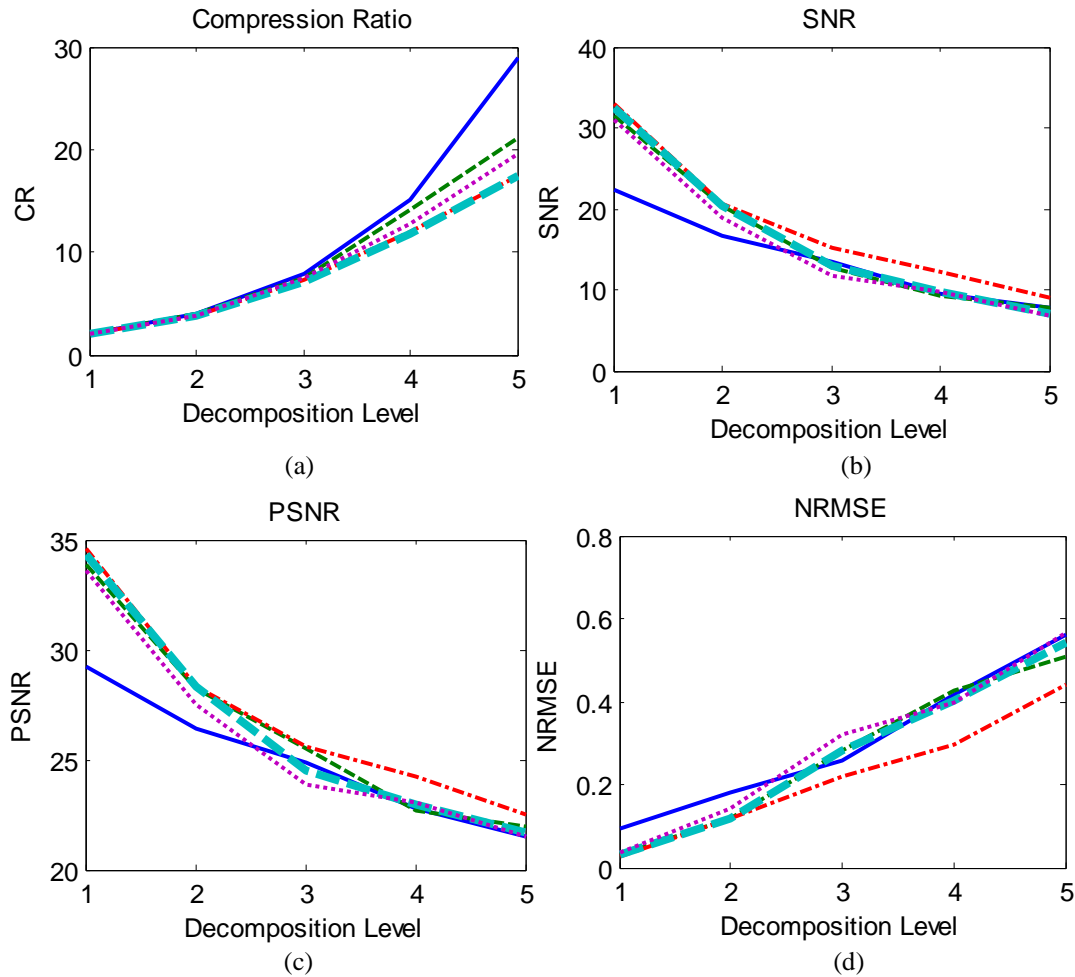 Compression Ratio
30
20
10
0
CR
1 2 3 4 5
Decomposition Level
(a)
SNR
40
30
20
10
0
SNR
1 2 3 4 5
Decomposition Level
(b)
PSNR
35
30
25
20
PSNR
1 2 3 4 5
Decomposition Level
(c)
NRMSE
0.8
0.6
0.4
0.2
0
NRMSE
1 2 3 4 5
Decomposition Level
(d)